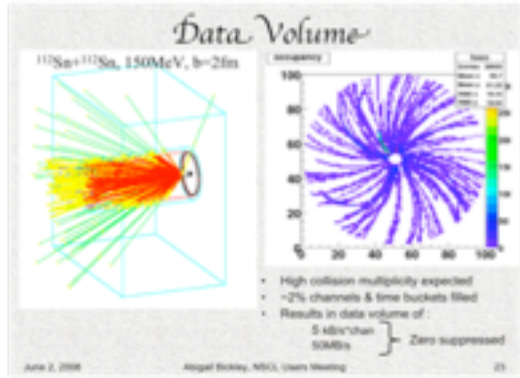 Data Volume
¹¹²Sn+¹¹²Sn, 150MeV, b=2fm
occupancy
100
80
60
40
20
0
0 20 40 60 80 100
• High collision multiplicity expected
• ~2% channels & time buckets filled
• Results in data volume of :
5 kB/*chan
50MB/s
Zero suppressed
June 2, 2008
Abigail Bickley, NSCL Users Meeting
23